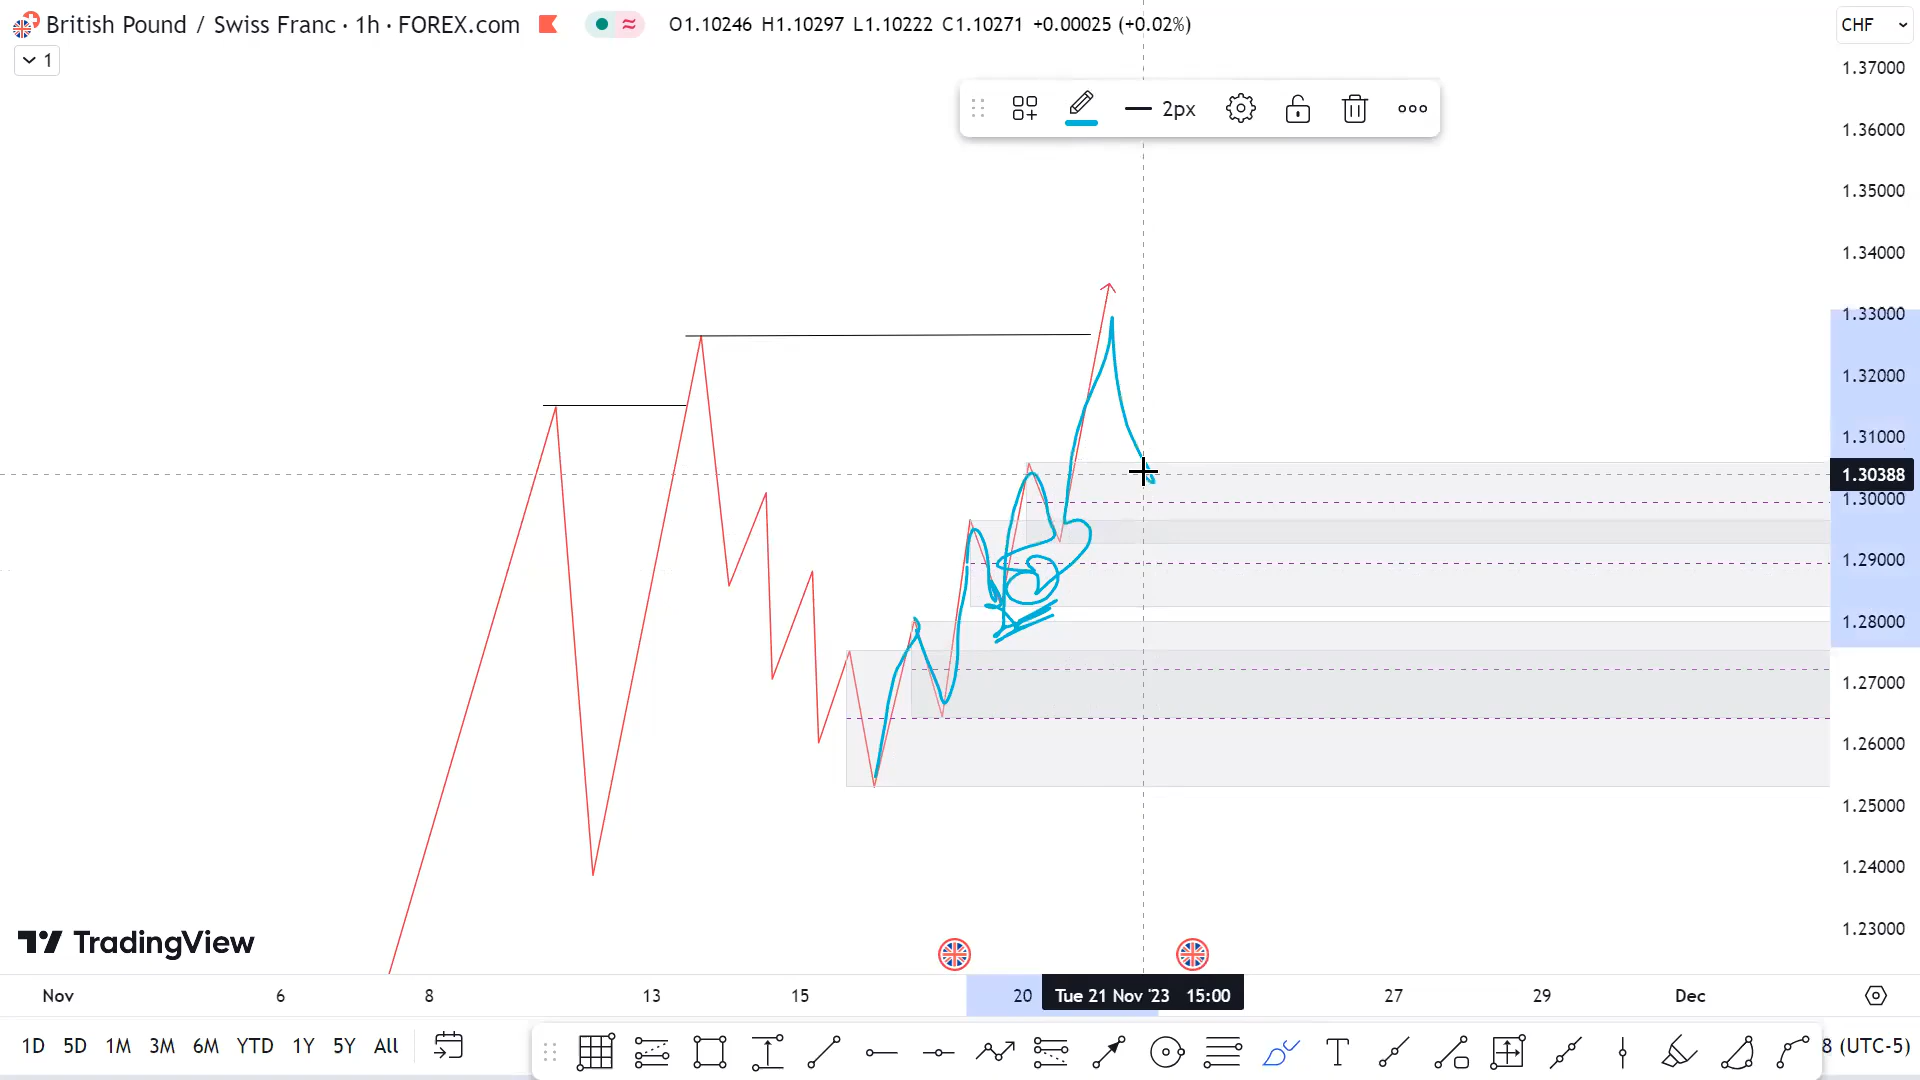 British Pound / Swiss Franc · 1h · FOREX.com O1.10246 H1.10297 L1.10222 C1.10271 +0.00025 (+0.02%)
CHF
1
2px
1.37000
1.36000
1.35000
1.34000
1.33000
1.32000
1.31000
1.30388
1.30000
1.29000
1.28000
1.27000
1.26000
1.25000
1.24000
1.23000
TradingView
Nov 6 8 13 15 20 Tue 21 Nov '23 15:00 27 29 Dec
1D 5D 1M 3M 6M YTD 1Y 5Y All T 8 (UTC-5)